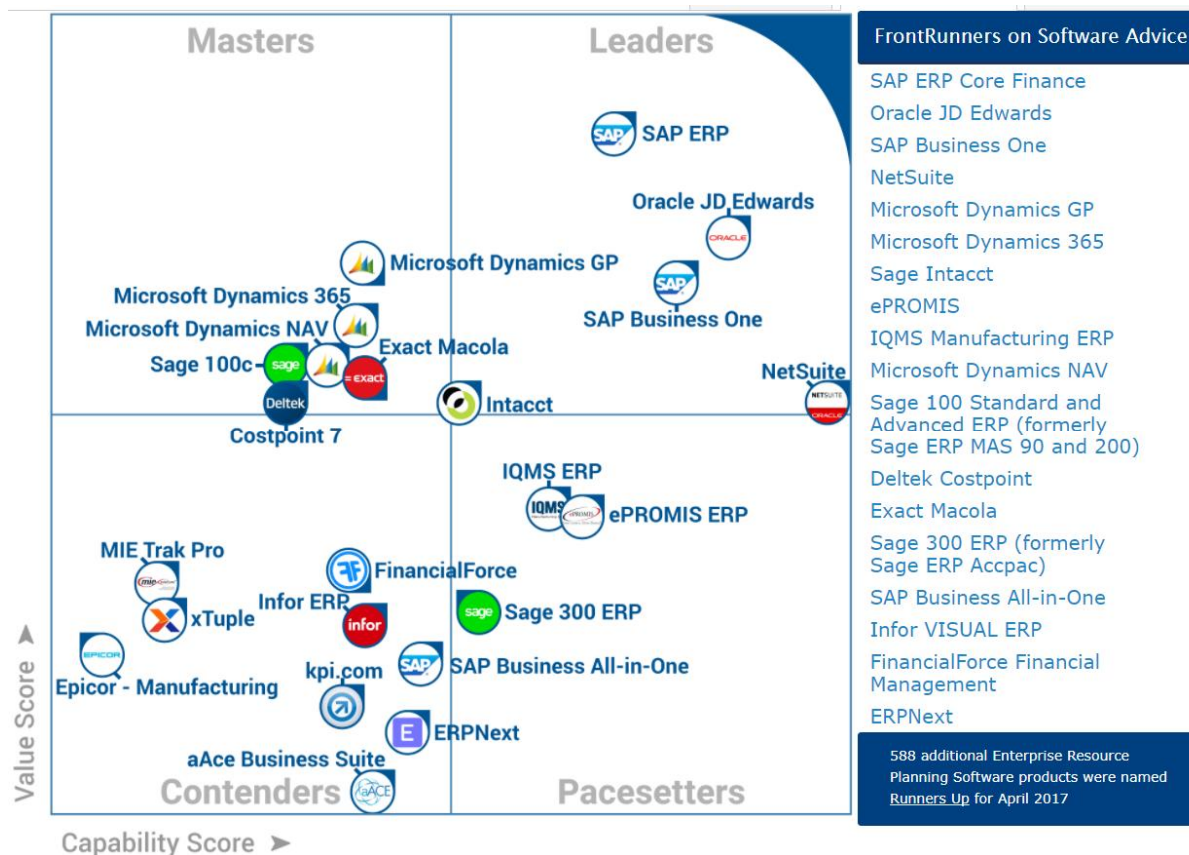 Masters
Leaders
SAP ERP
Oracle JD Edwards
ORACLE
Microsoft Dynamics GP
SAP
SAP Business One
Microsoft Dynamics 365
Microsoft Dynamics NAV
Exact Macola
= exact
Sage 100c
sage
NetSuite
NETSUITE
ORACLE
Deltek
Costpoint 7
Intacct
IQMS ERP
IQMS
ePROMIS
ePROMIS ERP
MIE Trak Pro
mie
FinancialForce
xTuple
Infor ERP
infor
sage
Sage 300 ERP
EPICOR
Epicor - Manufacturing
SAP
SAP Business All-in-One
kpi.com
E
ERPNext
aAce Business Suite
aACE
Contenders
Pacesetters
Value Score
Capability Score
FrontRunners on Software Advice
SAP ERP Core Finance
Oracle JD Edwards
SAP Business One
NetSuite
Microsoft Dynamics GP
Microsoft Dynamics 365
Sage Intacct
ePROMIS
IQMS Manufacturing ERP
Microsoft Dynamics NAV
Sage 100 Standard and
Advanced ERP (formerly
Sage ERP MAS 90 and 200)
Deltek Costpoint
Exact Macola
Sage 300 ERP (formerly
Sage ERP Accpac)
SAP Business All-in-One
Infor VISUAL ERP
FinancialForce Financial
Management
ERPNext
588 additional Enterprise Resource
Planning Software products were named
Runners Up for April 2017